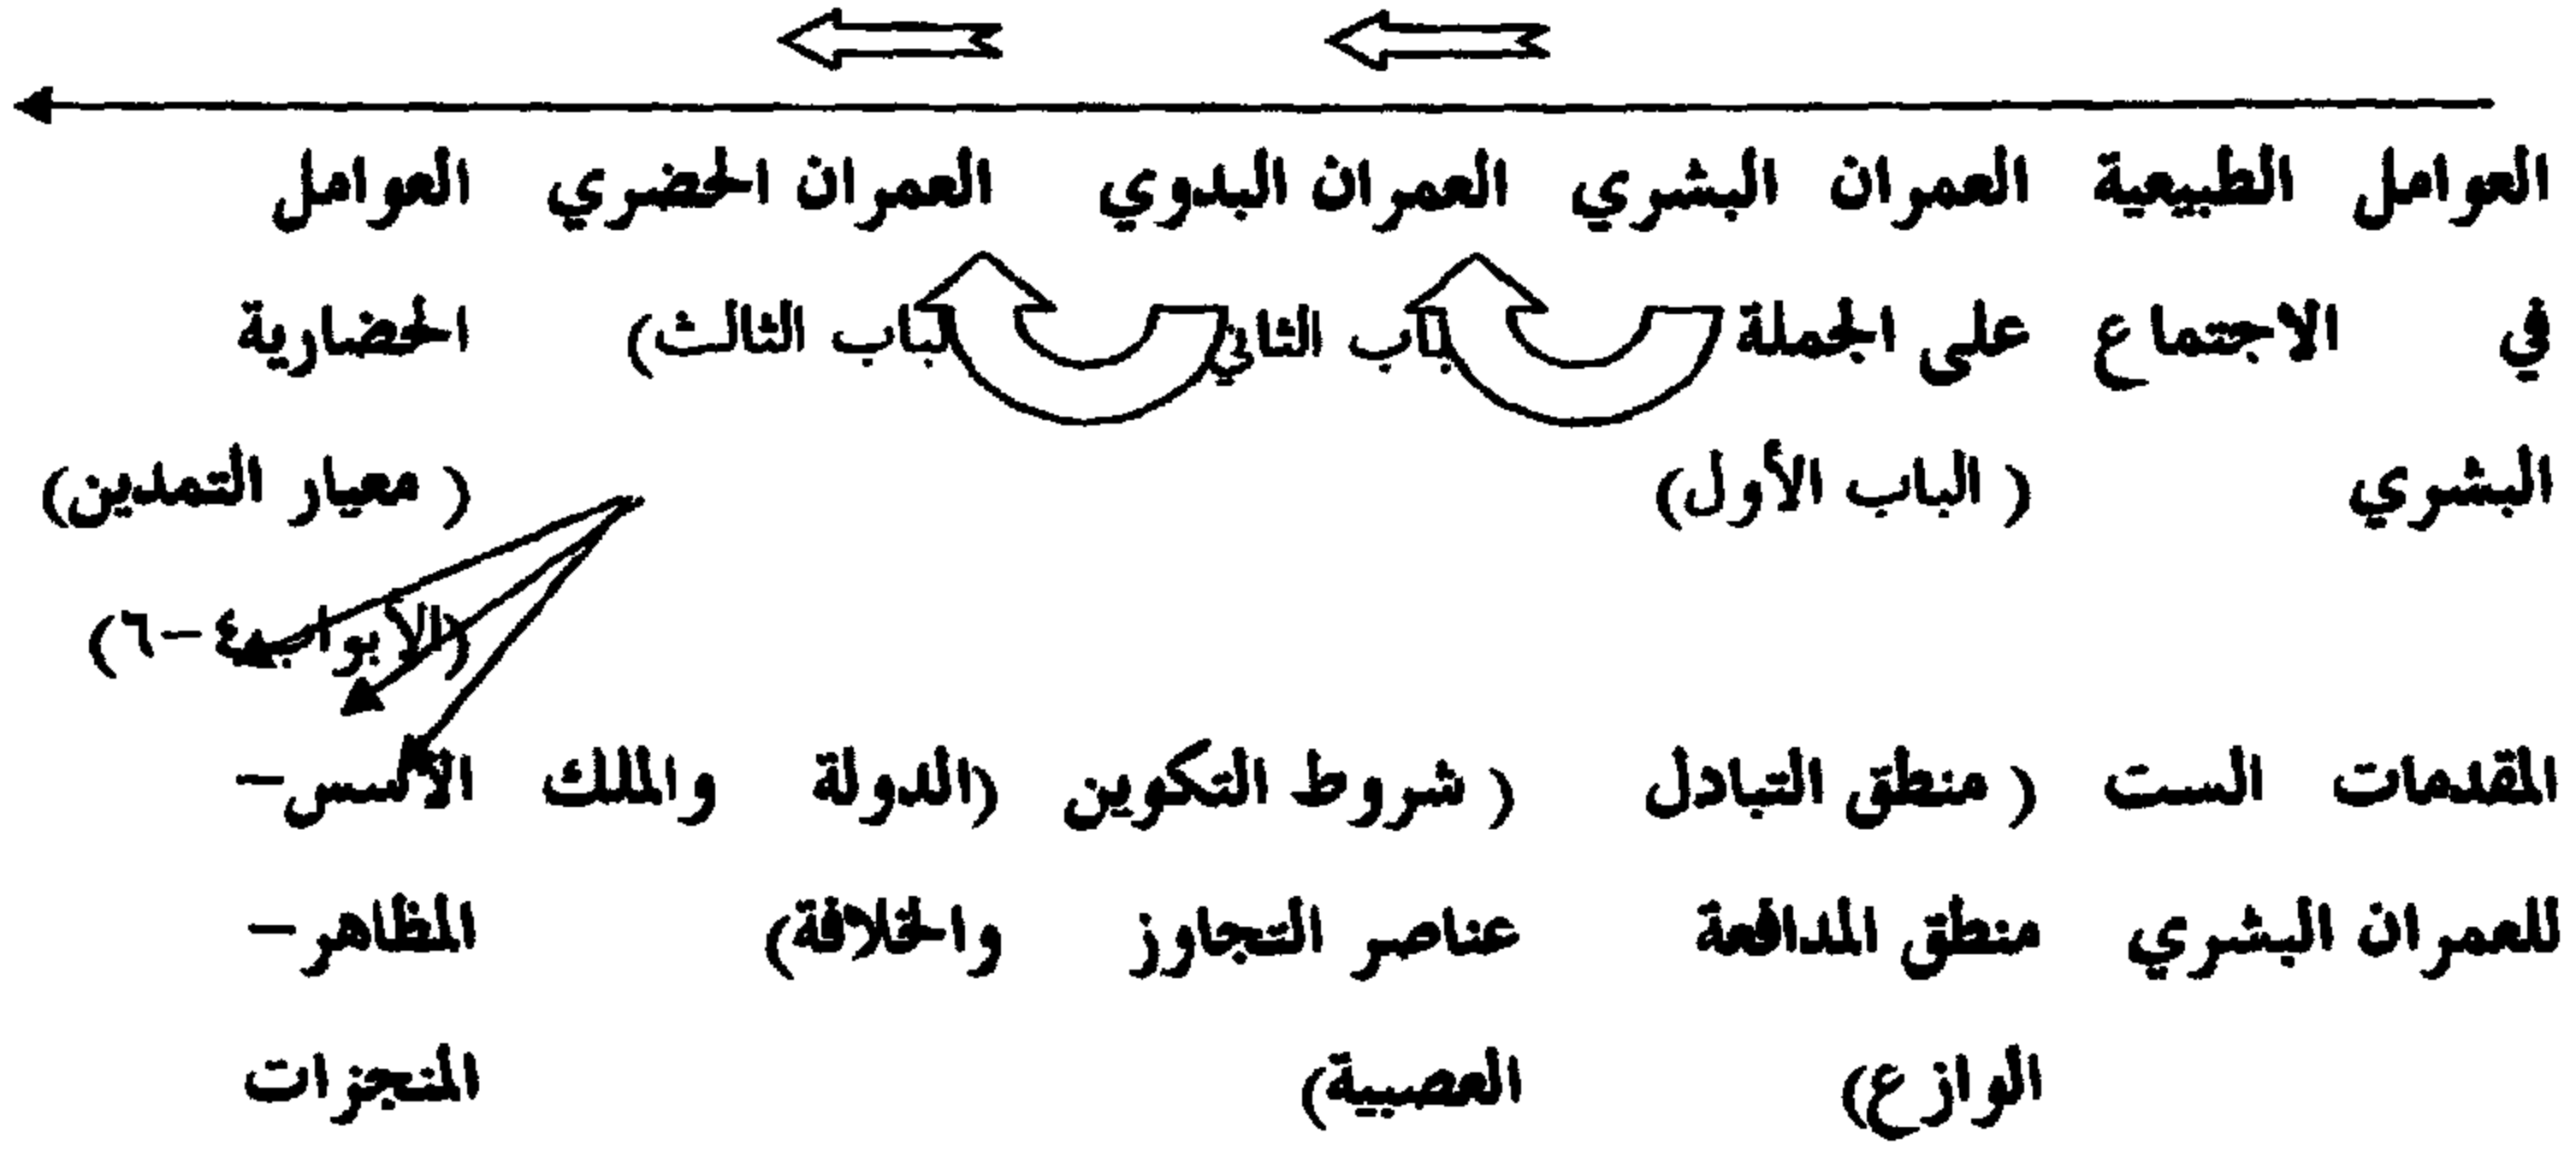 العوامل الطبيعية العمران البشري العمران البدوي العمران الحضري العوامل
في الاجتماع على الجملة باب الثاني لباب الثالث) الحضارية
البشري ( الباب الأول) ( معيار التمدين)
(الأبواب٤-٦)
المقدمات الست ( منطق التبادل ( شروط التكوين (الدولة والملك الأسس-
للعمران البشري منطق المدافعة عناصر التجاوز والخلافة) المظاهر-
الوازع) العصبية) المنجزات